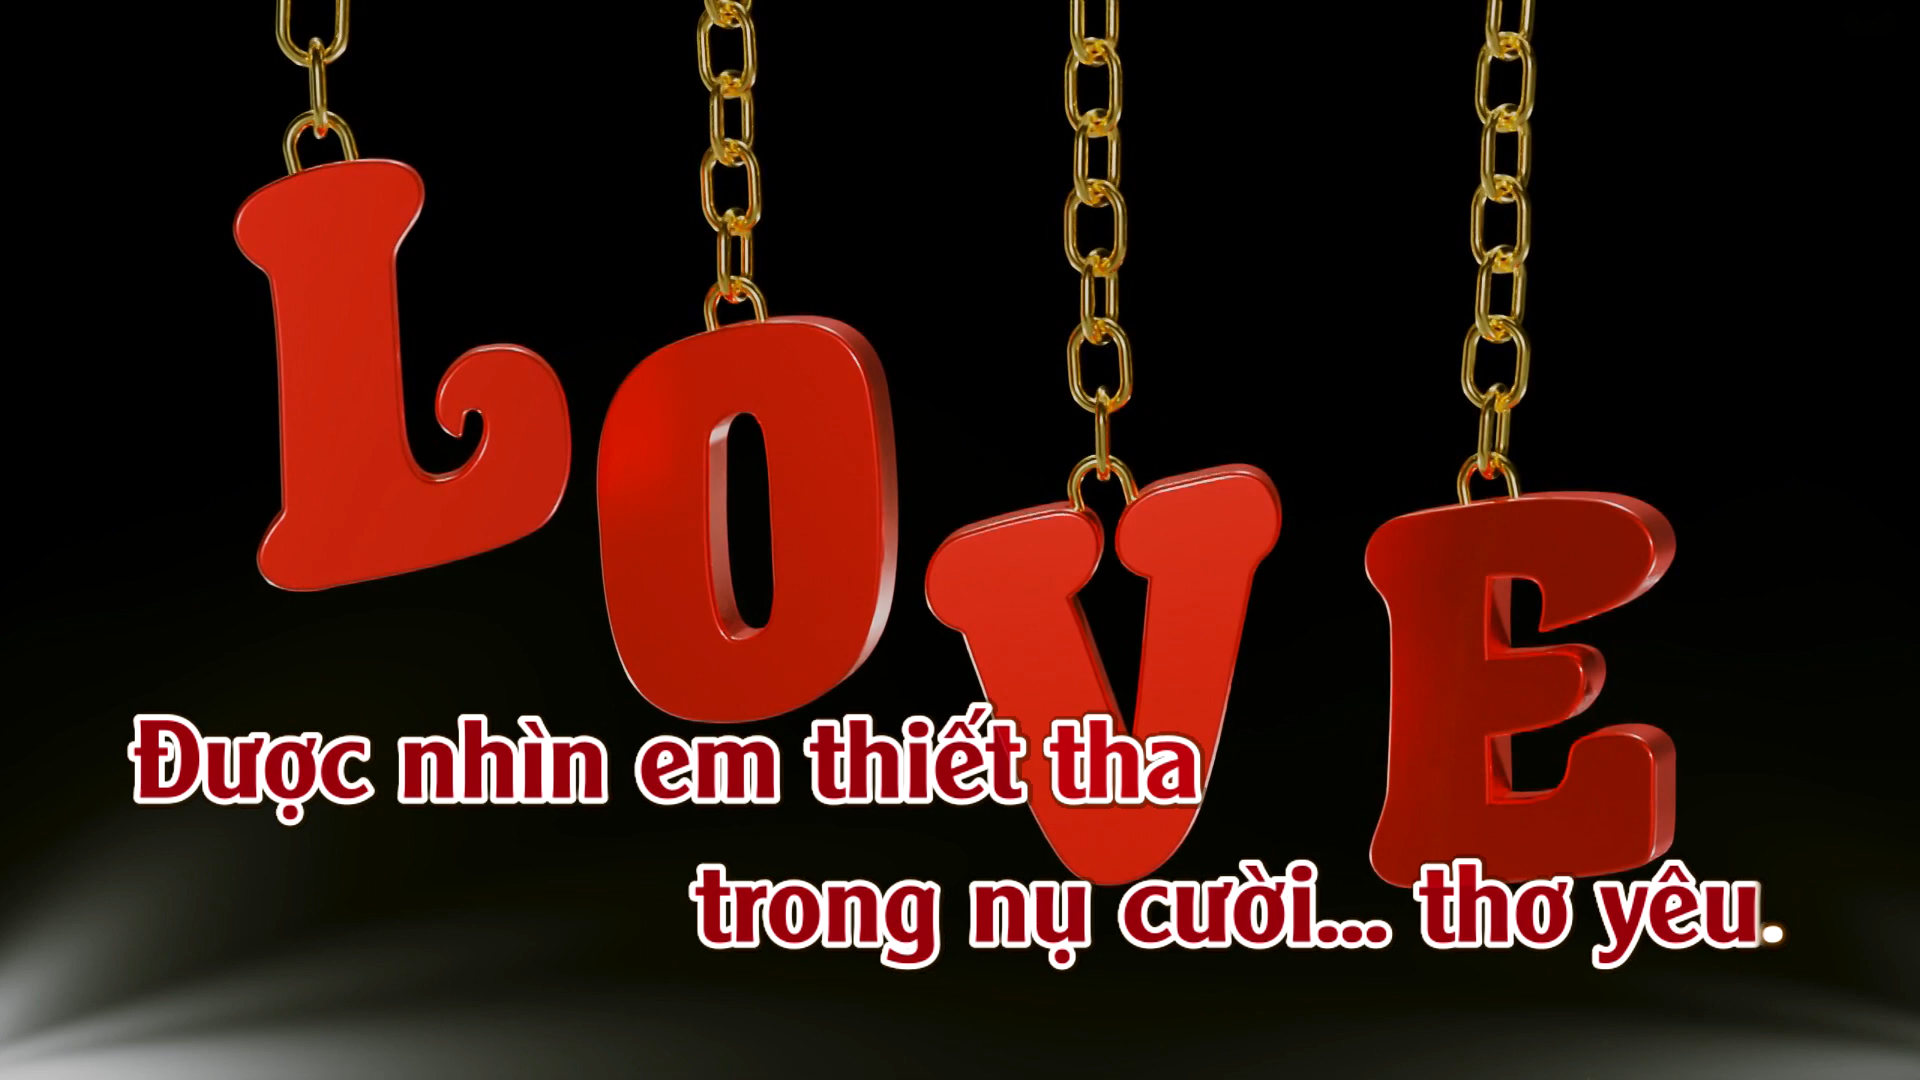 LOVE
Được nhìn em thiết tha
trong nụ cười... thơ yêu.